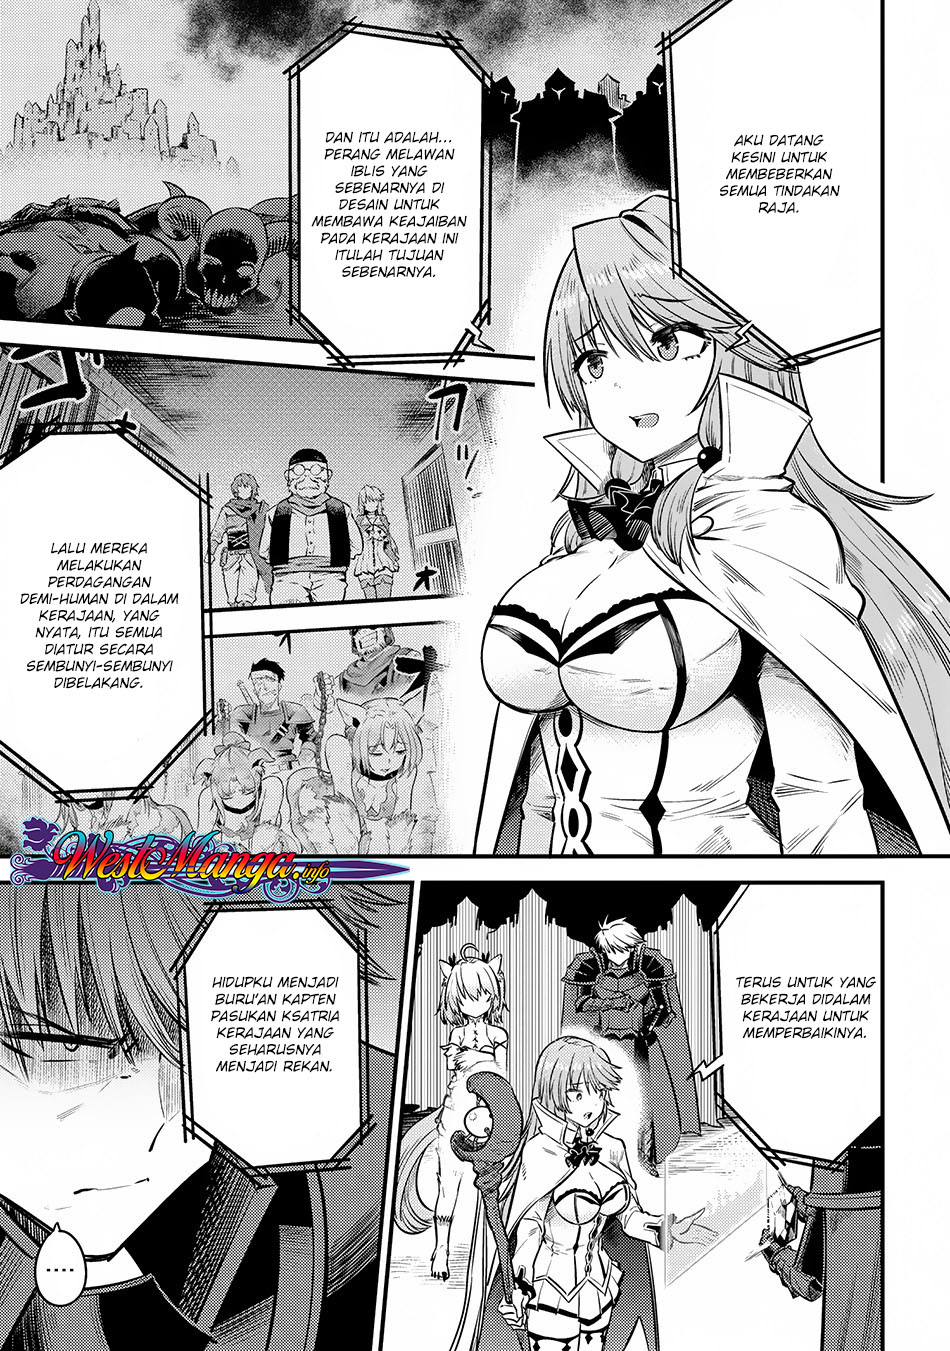 AKU DATANG
KESINI UNTUK
MEMBEBERKAN
SEMUA TINDAKAN
RAJA.
DAN ITU ADALAH...
PERANG MELAWAN
IBLIS YANG
SEBENARNYA DI
DESAIN UNTUK
MEMBAWA KEAJAIBAN
PADA KERAJAAN INI
ITULAH TUJUAN
SEBENARNYA.
LALU MEREKA
MELAKUKAN
PERDAGANGAN
DEMI-HUMAN DI DALAM
KERAJAAN, YANG
NYATA, ITU SEMUA
DIATUR SECARA
SEMBUNYI-SEMBUNYI
DIBELAKANG.
WestManga.info
TERUS UNTUK YANG
BEKERJA DIDALAM
KERAJAAN UNTUK
MEMPERBAIKINYA.
HIDUPKU MENJADI
BURU'AN KAPTEN
PASUKAN KSATRIA
KERAJAAN YANG
SEHARUSNYA
MENJADI REKAN.
.....